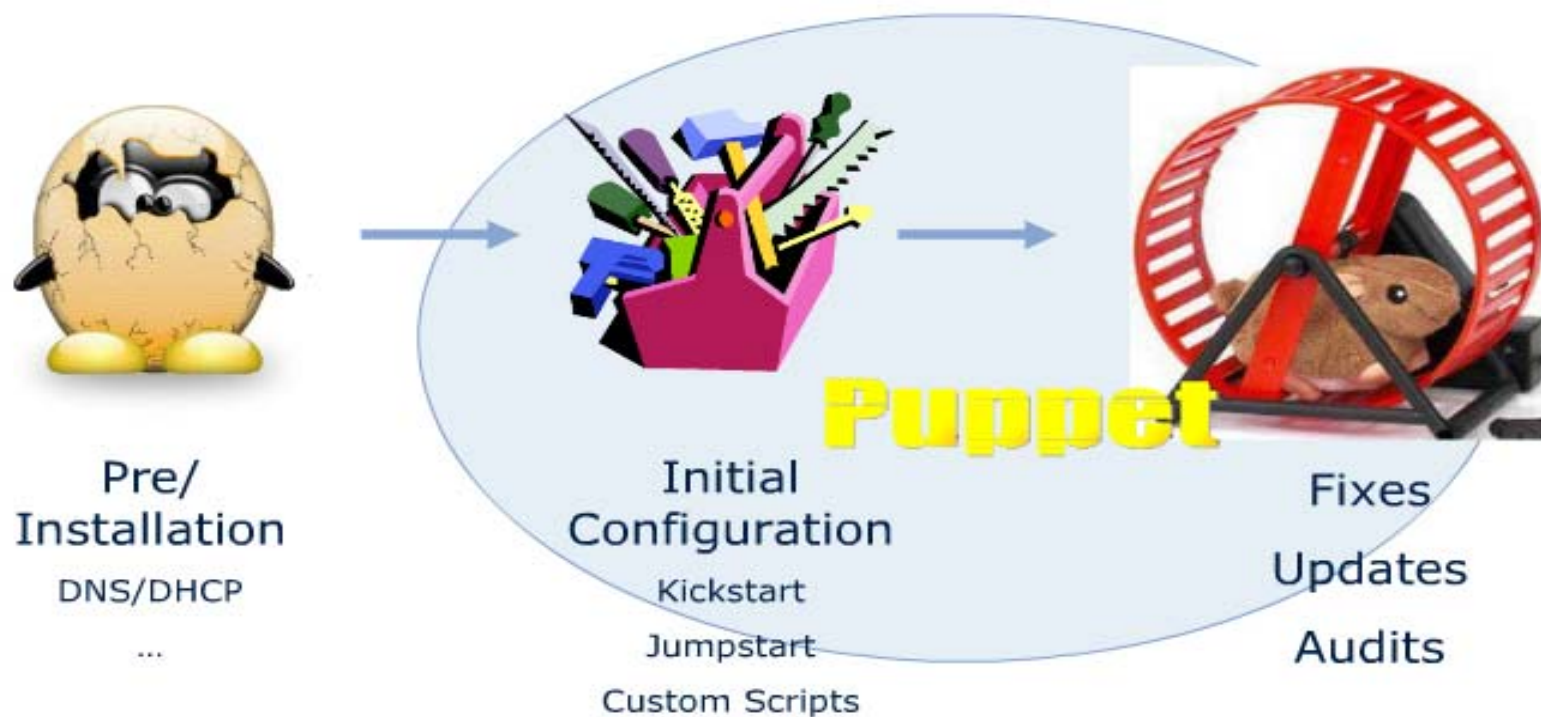 Pre/
Installation
DNS/DHCP
...
Initial
Configuration
Kickstart
Jumpstart
Custom Scripts
Puppet
Fixes
Updates
Audits